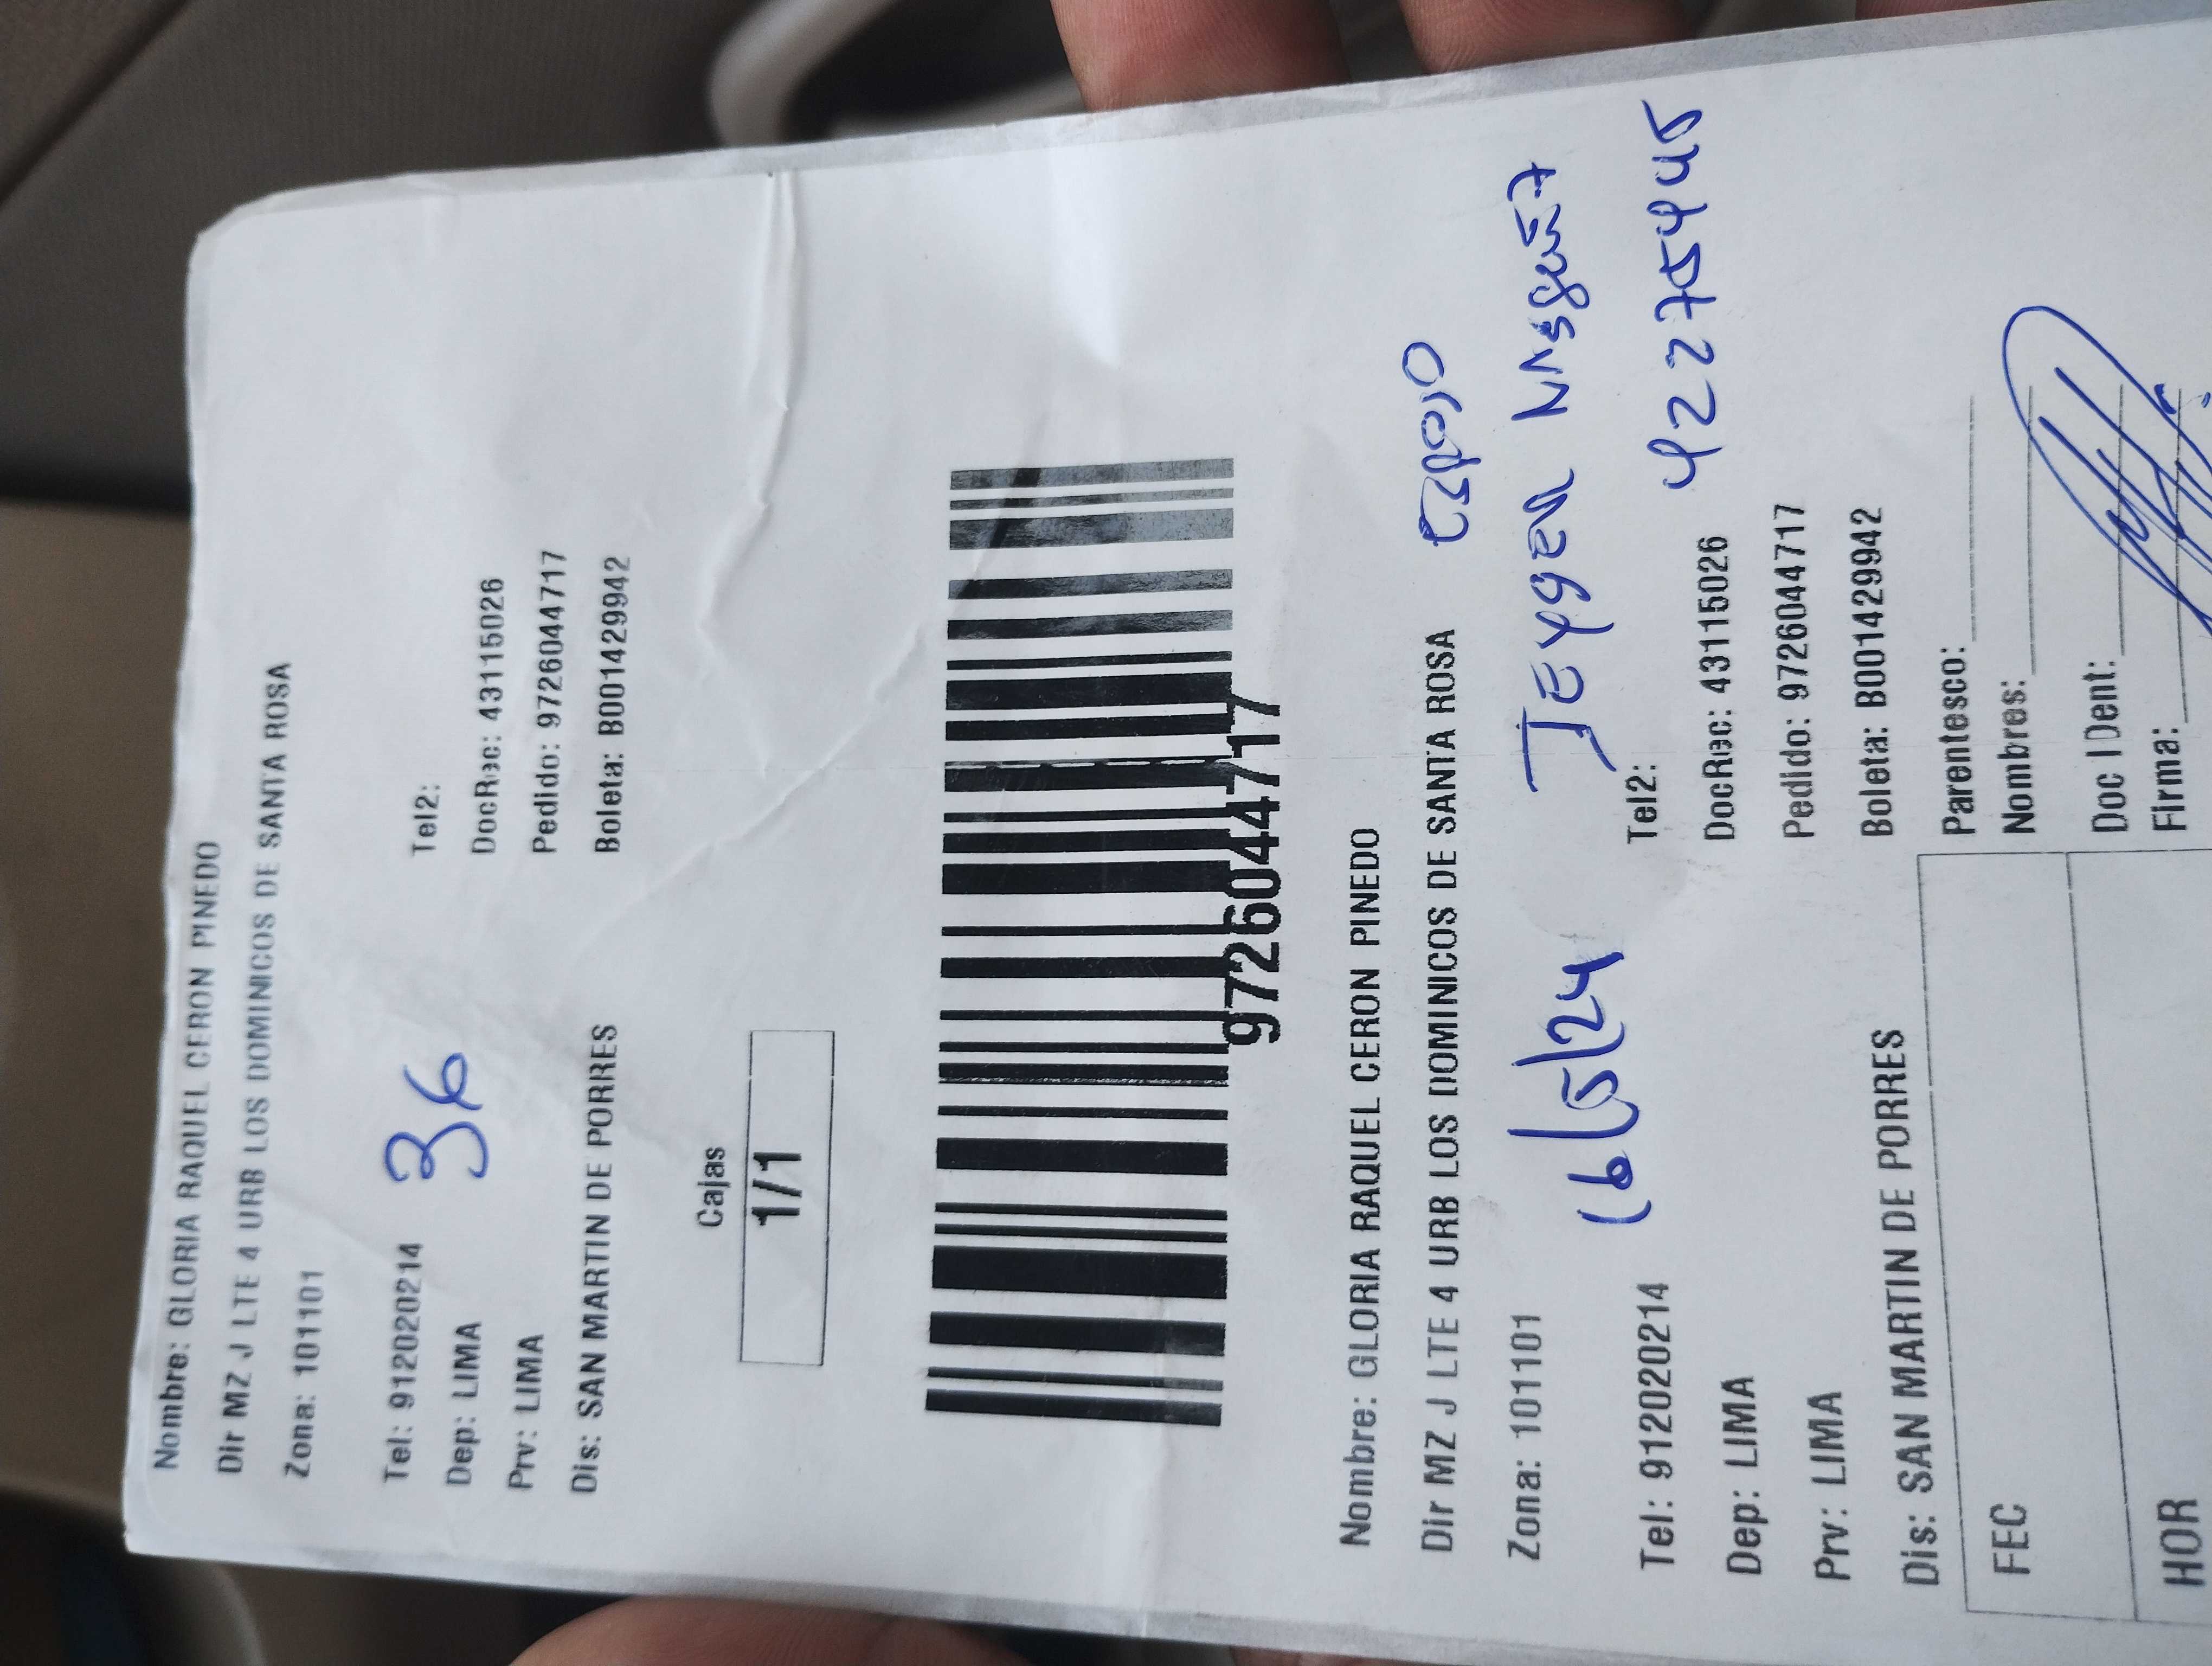 Nombre: GLORIA RAQUEL CERON PINEDO
Dir MZ J LTE 4 URB LOS DOMINICOS DE SANTA ROSA
Zona: 101101
36
Tel: 912020214 Tel2:
Dep: LIMA DocRec: 43115026
Prv: LIMA Pedido: 9726044717
Dis: SAN MARTIN DE PORRES Boleta: B001429942
Cajas
1/1
9726044717
Nombre: GLORIA RAQUEL CERON PINEDO
esposo
Dir MZ J LTE 4 URB LOS DOMINICOS DE SANTA ROSA
Zona: 101101
16/5/24
Tel: 912020214 Tel2:
42275445
Dep: LIMA DocRec: 43115026
Prv: LIMA Pedido: 9726044717
Dis: SAN MARTIN DE PORRES Boleta: B001429942
FEC
HOR
Parentesco:
Nombres:
Doc IDent:
Firma: